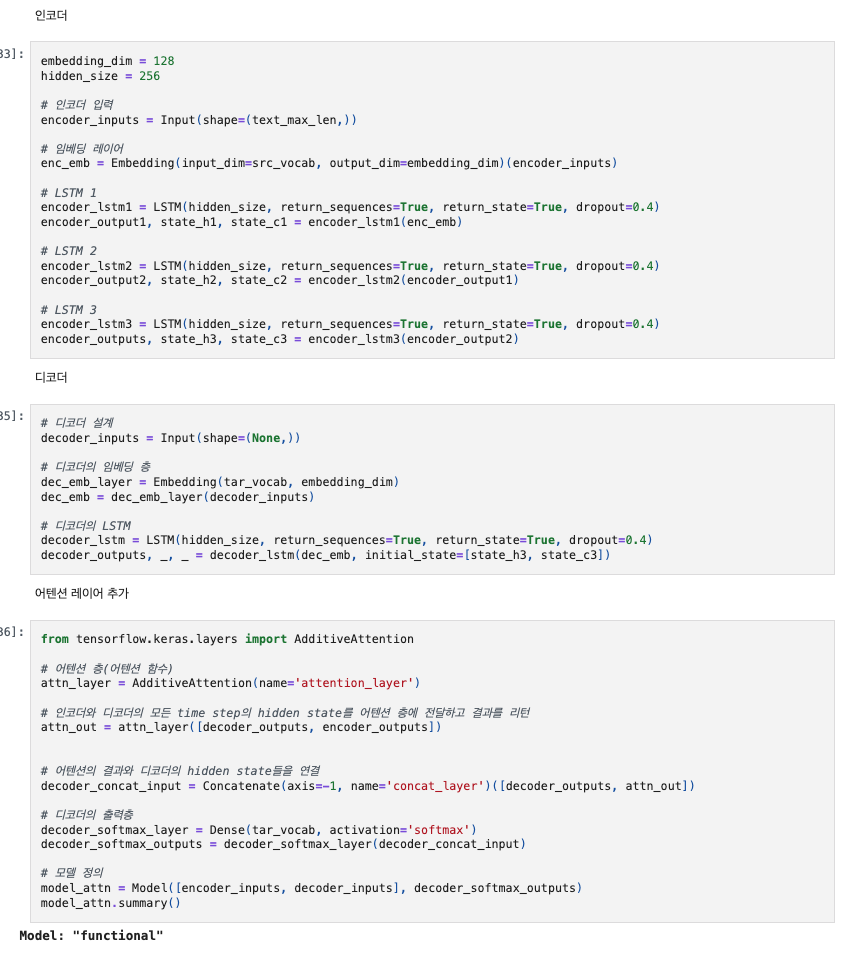 인코더
33]:
embedding_dim = 128
hidden_size = 256
# 인코더 입력
encoder_inputs = Input(shape=(text_max_len,))
# 임베딩 레이어
enc_emb = Embedding(input_dim=src_vocab, output_dim=embedding_dim)(encoder_inputs)
# LSTM 1
encoder_lstm1 = LSTM(hidden_size, return_sequences=True, return_state=True, dropout=0.4)
encoder_output1, state_h1, state_c1 = encoder_lstm1(enc_emb)
# LSTM 2
encoder_lstm2 = LSTM(hidden_size, return_sequences=True, return_state=True, dropout=0.4)
encoder_output2, state_h2, state_c2 = encoder_lstm2(encoder_output1)
# LSTM 3
encoder_lstm3 = LSTM(hidden_size, return_sequences=True, return_state=True, dropout=0.4)
encoder_outputs, state_h3, state_c3 = encoder_lstm3(encoder_output2)
디코더
35]:
# 디코더 설계
decoder_inputs = Input(shape=(None,))
# 디코더의 임베딩 층
dec_emb_layer = Embedding(tar_vocab, embedding_dim)
dec_emb = dec_emb_layer(decoder_inputs)
# 디코더의 LSTM
decoder_lstm = LSTM(hidden_size, return_sequences=True, return_state=True, dropout=0.4)
decoder_outputs, _, _ = decoder_lstm(dec_emb, initial_state=[state_h3, state_c3])
어텐션 레이어 추가
36]:
from tensorflow.keras.layers import AdditiveAttention
# 어텐션 층(어텐션 함수)
attn_layer = AdditiveAttention(name='attention_layer')
# 인코더와 디코더의 모든 time step의 hidden state를 어텐션 층에 전달하고 결과를 리턴
attn_out = attn_layer([decoder_outputs, encoder_outputs])
# 어텐션의 결과와 디코더의 hidden state들을 연결
decoder_concat_input = Concatenate(axis=-1, name='concat_layer')([decoder_outputs, attn_out])
# 디코더의 출력층
decoder_softmax_layer = Dense(tar_vocab, activation='softmax')
decoder_softmax_outputs = decoder_softmax_layer(decoder_concat_input)
# 모델 정의
model_attn = Model([encoder_inputs, decoder_inputs], decoder_softmax_outputs)
model_attn.summary()
Model: "functional"